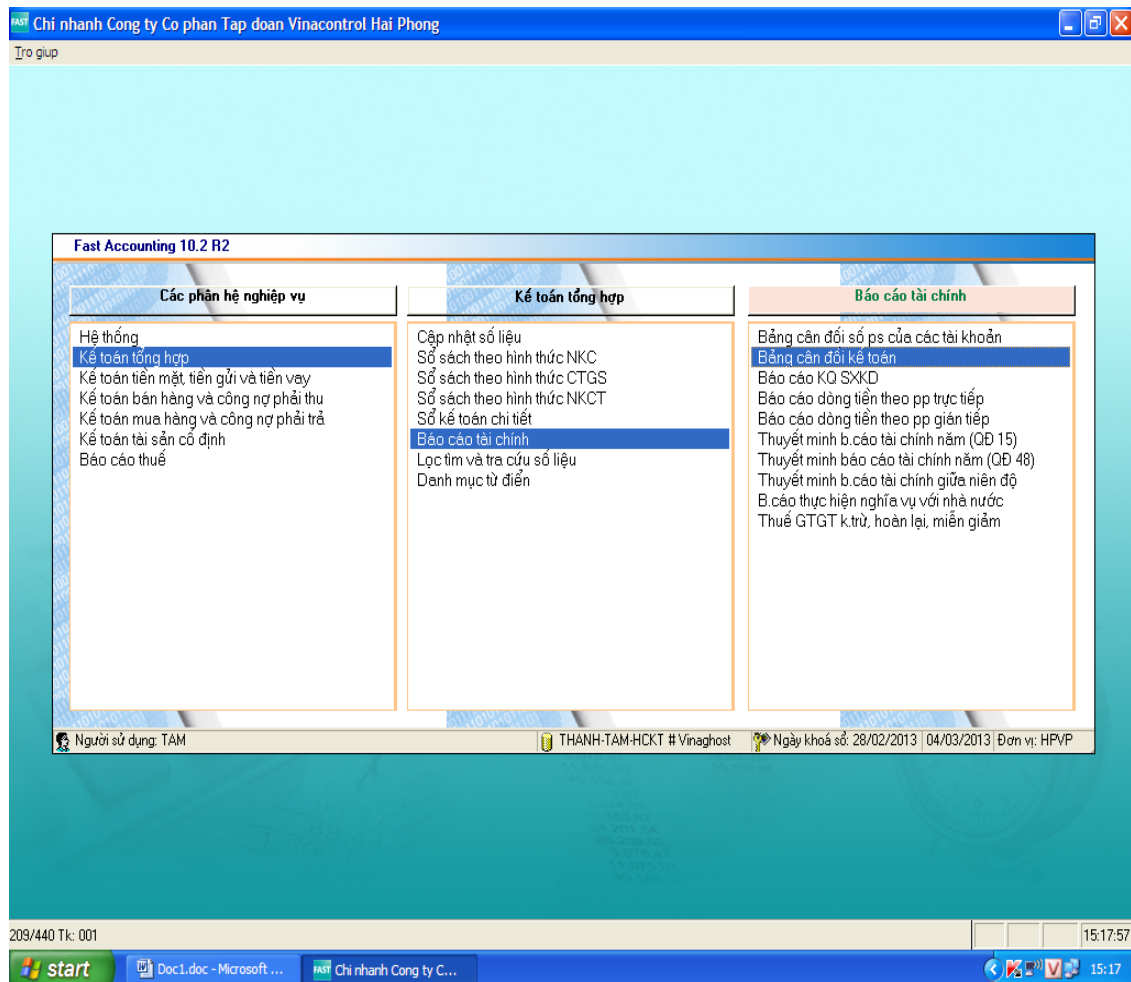 FAST Chi nhanh Cong ty Co phan Tap doan Vinacontrol Hai Phong
Tro giup
Fast Accounting 10.2 R2
Các phân hệ nghiệp vụ
Hệ thống
Kế toán tổng hợp
Kế toán tiền mặt, tiền gửi và tiền vay
Kế toán bán hàng và công nợ phải thu
Kế toán mua hàng và công nợ phải trả
Kế toán tài sản cố định
Báo cáo thuế
Kế toán tổng hợp
Cập nhật số liệu
Sổ sách theo hình thức NKC
Sổ sách theo hình thức CTGS
Sổ sách theo hình thức NKCT
Sổ kế toán chi tiết
Báo cáo tài chính
Lọc tìm và tra cứu số liệu
Danh mục từ điển
Báo cáo tài chính
Bảng cân đối số ps của các tài khoản
Bảng cân đối kế toán
Báo cáo KQ SXKD
Báo cáo dòng tiền theo pp trực tiếp
Báo cáo dòng tiền theo pp gián tiếp
Thuyết minh b.cáo tài chính năm (QĐ 15)
Thuyết minh báo cáo tài chính năm (QĐ 48)
Thuyết minh b.cáo tài chính giữa niên độ
B.cáo thực hiện nghĩa vụ với nhà nước
Thuế GTGT k.trừ, hoàn lại, miễn giảm
Người sử dụng: TAM THANH-TAM-HCKT # Vinaghost Ngày khoá sổ: 28/02/2013 04/03/2013 Đơn vị: HPVP
209/440 Tk: 001 15:17:57
start Doc1.doc - Microsoft ... FAST Chi nhanh Cong ty C... 15:17